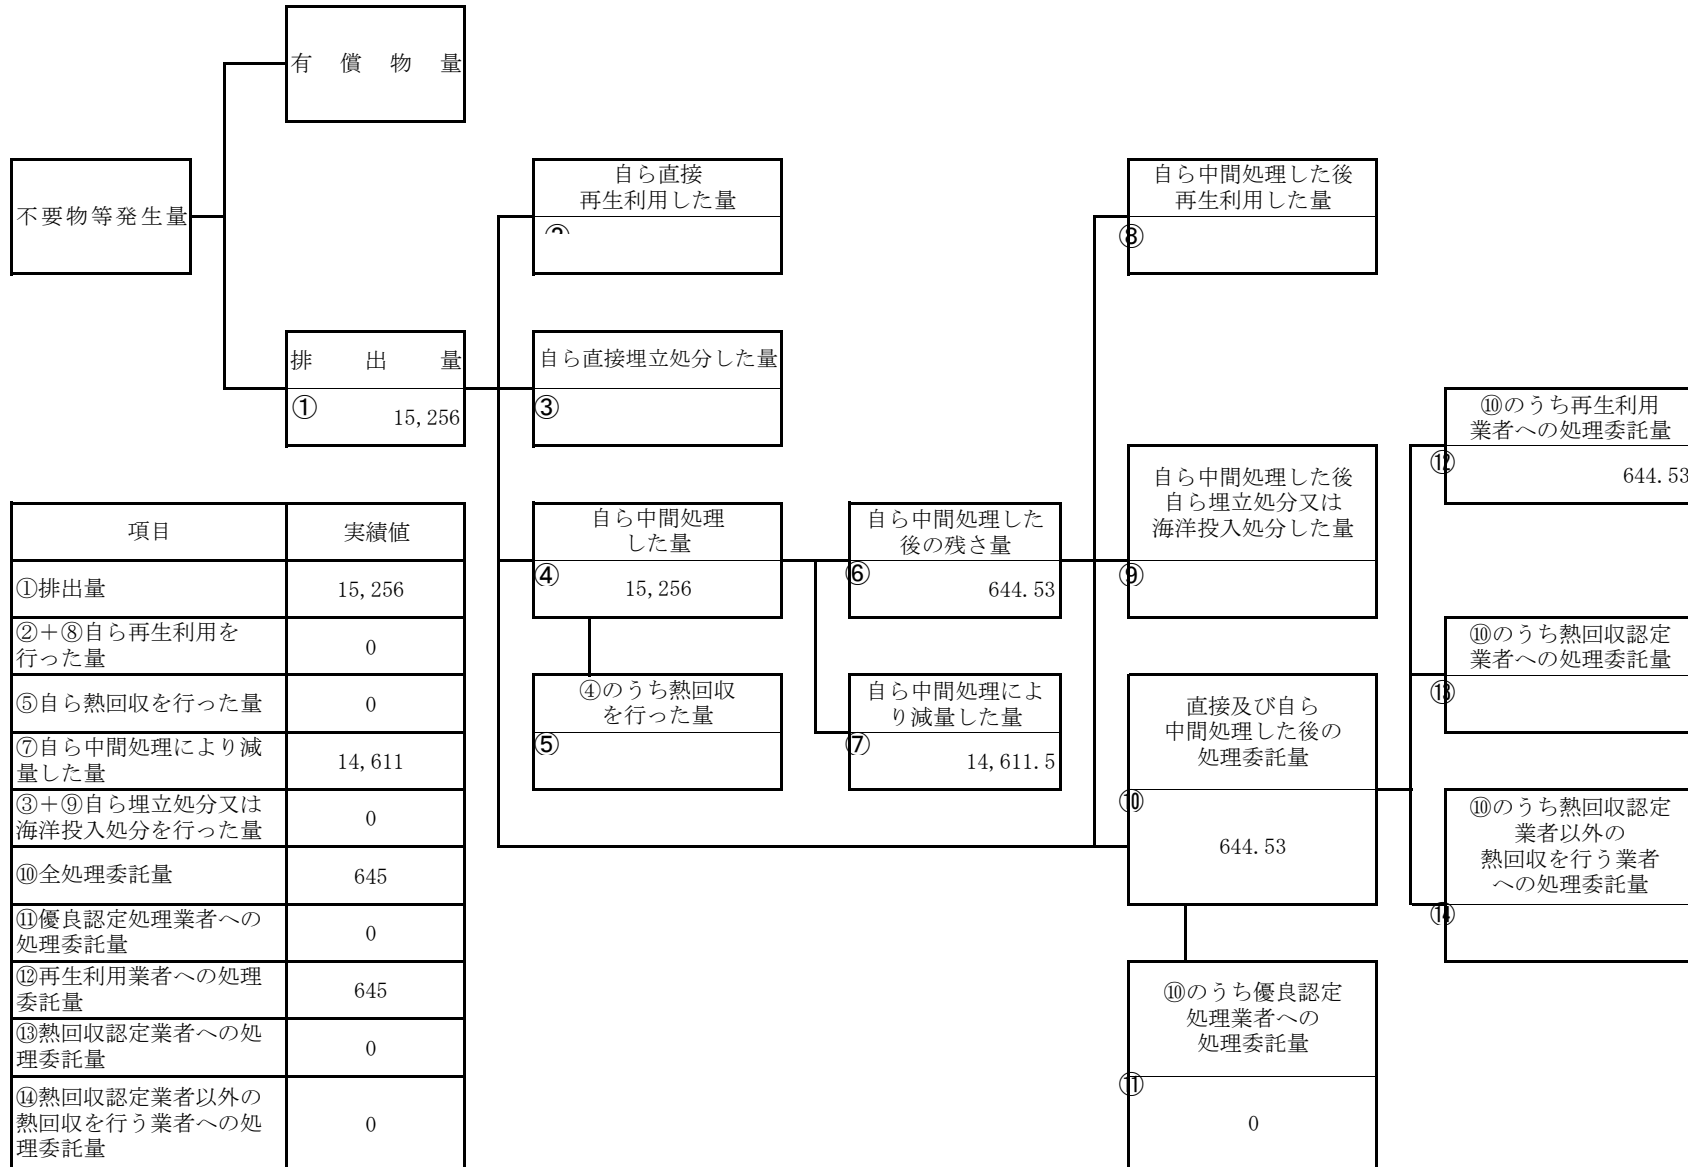 有償物量
不要物等発生量
自ら直接
再生利用した量
自ら中間処理した後
再生利用した量
⑧
排出量
① 15,256
自ら直接埋立処分した量
③
⑩のうち再生利用
業者への処理委託量
⑫ 644.53
自ら中間処理した後
自ら埋立処分又は
海洋投入処分した量
⑨
自ら中間処理
した量
④ 15,256
自ら中間処理した
後の残さ量
⑥ 644.53
④のうち熱回収
を行った量
⑤
自ら中間処理によ
り減量した量
⑦ 14,611.5
直接及び自ら
中間処理した後の
処理委託量
⑩
644.53
⑩のうち熱回収認定
業者への処理委託量
⑬
⑩のうち熱回収認定
業者以外の
熱回収を行う業者
への処理委託量
⑭
⑩のうち優良認定
処理業者への
処理委託量
⑪
0
項目 実績値
①排出量 15,256
②+⑧自ら再生利用を
行った量 0
⑤自ら熱回収を行った量 0
⑦自ら中間処理により減
量した量 14,611
③+⑨自ら埋立処分又は
海洋投入処分を行った量 0
⑩全処理委託量 645
⑪優良認定処理業者への
処理委託量 0
⑫再生利用業者への処理
委託量 645
⑬熱回収認定業者への処
理委託量 0
⑭熱回収認定業者以外の
熱回収を行う業者への処
理委託量 0